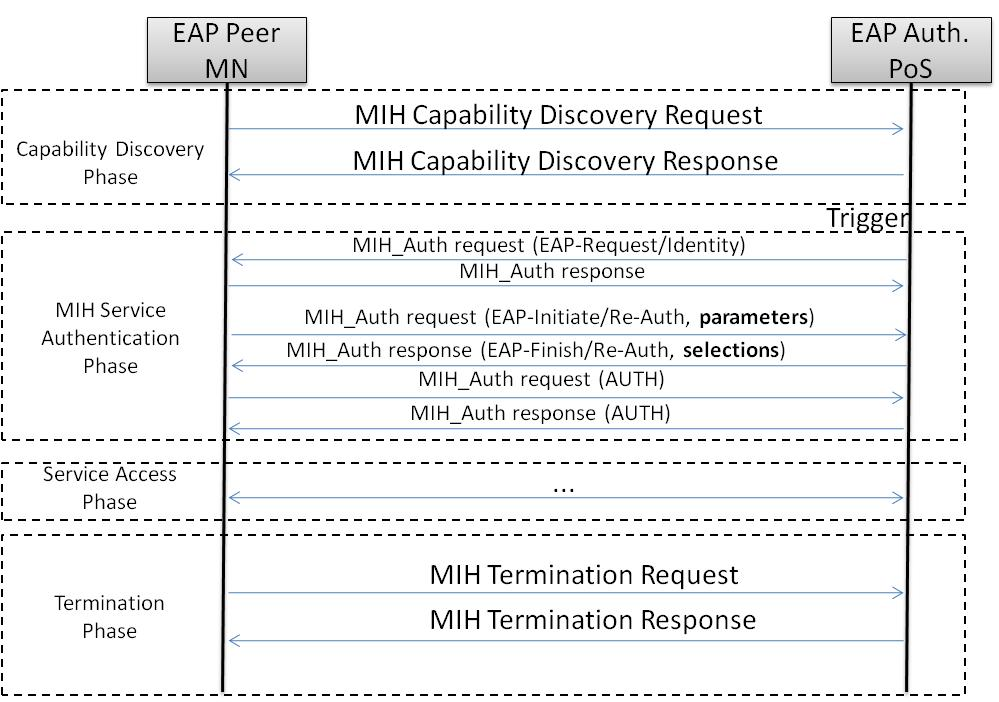 EAP Peer
MN
EAP Auth.
PoS
MIH Capability Discovery Request
Capability Discovery
Phase
MIH Capability Discovery Response
Trigger
MIH_Auth request (EAP-Request/Identity)
MIH_Auth response
MIH Service
Authentication
Phase
MIH_Auth request (EAP-Initiate/Re-Auth, parameters)
MIH_Auth response (EAP-Finish/Re-Auth, selections)
MIH_Auth request (AUTH)
MIH_Auth response (AUTH)
Service Access
Phase
...
MIH Termination Request
Termination
Phase
MIH Termination Response